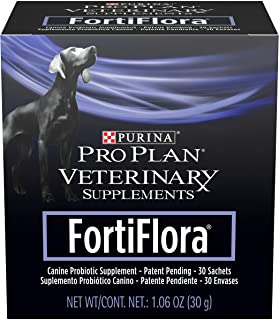 PURINA
PRO PLAN®
VETERINARY
SUPPLEMENTS
FortiFlora®
Canine Probiotic Supplement - Patent Pending - 30 Sachets
Suplemento Probiótico Canino - Patente Pendiente - 30 Envases
NET WT/CONT. NET.: 1.06 OZ (30 g)